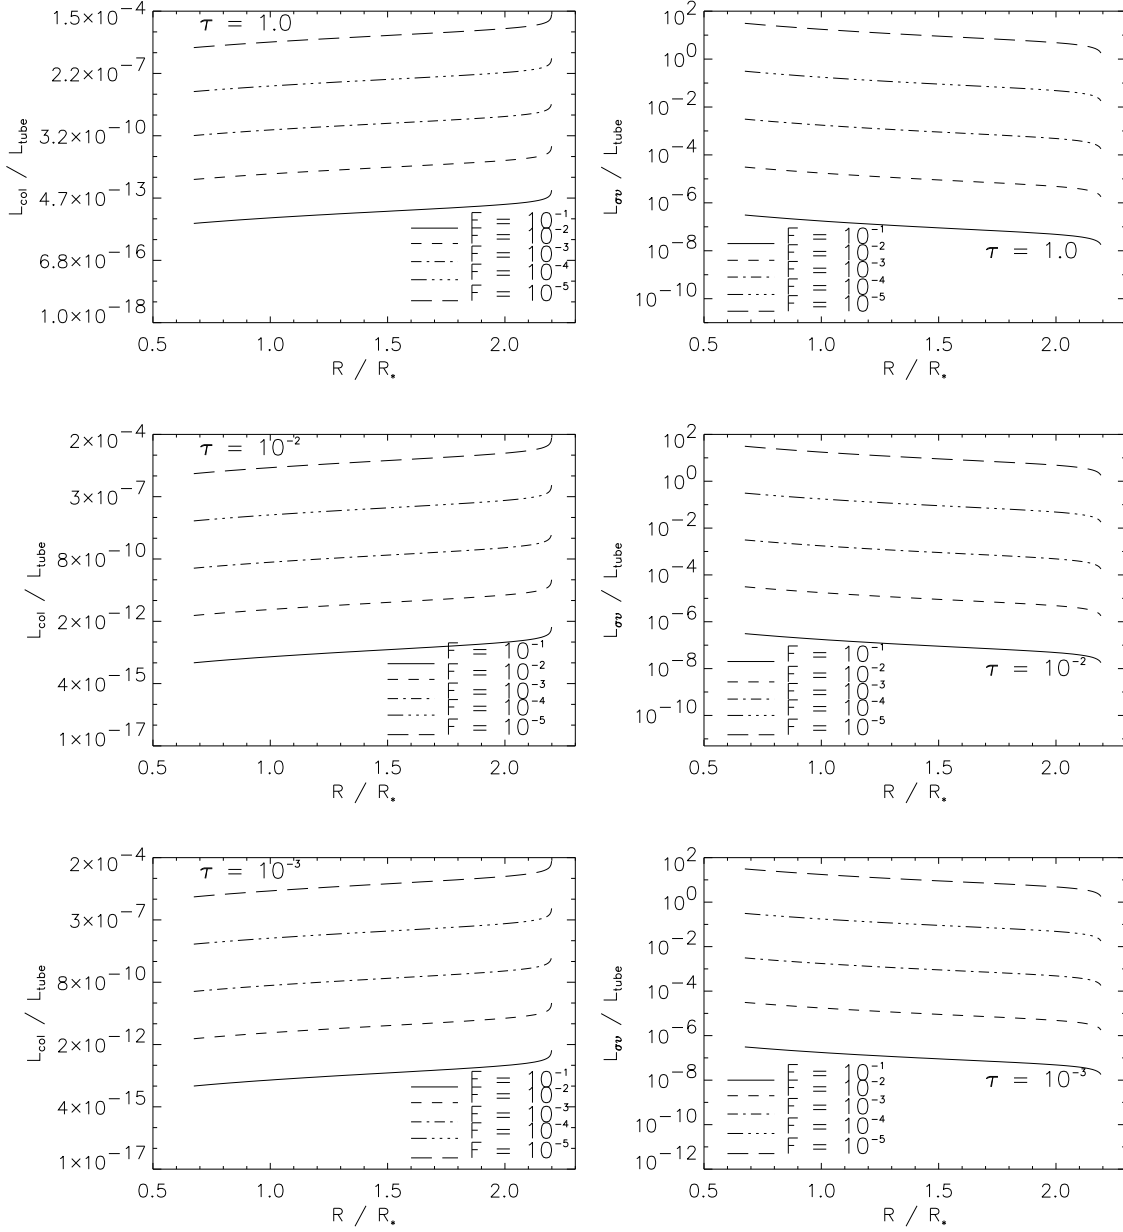 1.5×10⁻⁴
2.2×10⁻⁷
3.2×10⁻¹⁰
4.7×10⁻¹³
6.8×10⁻¹⁶
1.0×10⁻¹⁸
L_col / L_tube
τ = 1.0
F = 10⁻¹
F = 10⁻²
F = 10⁻³
F = 10⁻⁴
F = 10⁻⁵
0.5 1.0 1.5 2.0
R / R_*
10²
10⁰
10⁻²
10⁻⁴
10⁻⁶
10⁻⁸
10⁻¹⁰
L_σν / L_tube
F = 10⁻¹
F = 10⁻²
F = 10⁻³
F = 10⁻⁴
F = 10⁻⁵
τ = 1.0
0.5 1.0 1.5 2.0
R / R_*
2×10⁻⁴
3×10⁻⁷
8×10⁻¹⁰
2×10⁻¹²
4×10⁻¹⁵
1×10⁻¹⁷
L_col / L_tube
τ = 10⁻²
F = 10⁻¹
F = 10⁻²
F = 10⁻³
F = 10⁻⁴
F = 10⁻⁵
0.5 1.0 1.5 2.0
R / R_*
10²
10⁰
10⁻²
10⁻⁴
10⁻⁶
10⁻⁸
10⁻¹⁰
L_σν / L_tube
F = 10⁻¹
F = 10⁻²
F = 10⁻³
F = 10⁻⁴
F = 10⁻⁵
τ = 10⁻²
0.5 1.0 1.5 2.0
R / R_*
2×10⁻⁴
3×10⁻⁷
8×10⁻¹⁰
2×10⁻¹²
4×10⁻¹⁵
1×10⁻¹⁷
L_col / L_tube
τ = 10⁻³
F = 10⁻¹
F = 10⁻²
F = 10⁻³
F = 10⁻⁴
F = 10⁻⁵
0.5 1.0 1.5 2.0
R / R_*
10²
10⁰
10⁻²
10⁻⁴
10⁻⁶
10⁻⁸
10⁻¹⁰
10⁻¹²
L_σν / L_tube
F = 10⁻¹
F = 10⁻²
F = 10⁻³
F = 10⁻⁴
F = 10⁻⁵
τ = 10⁻³
0.5 1.0 1.5 2.0
R / R_*